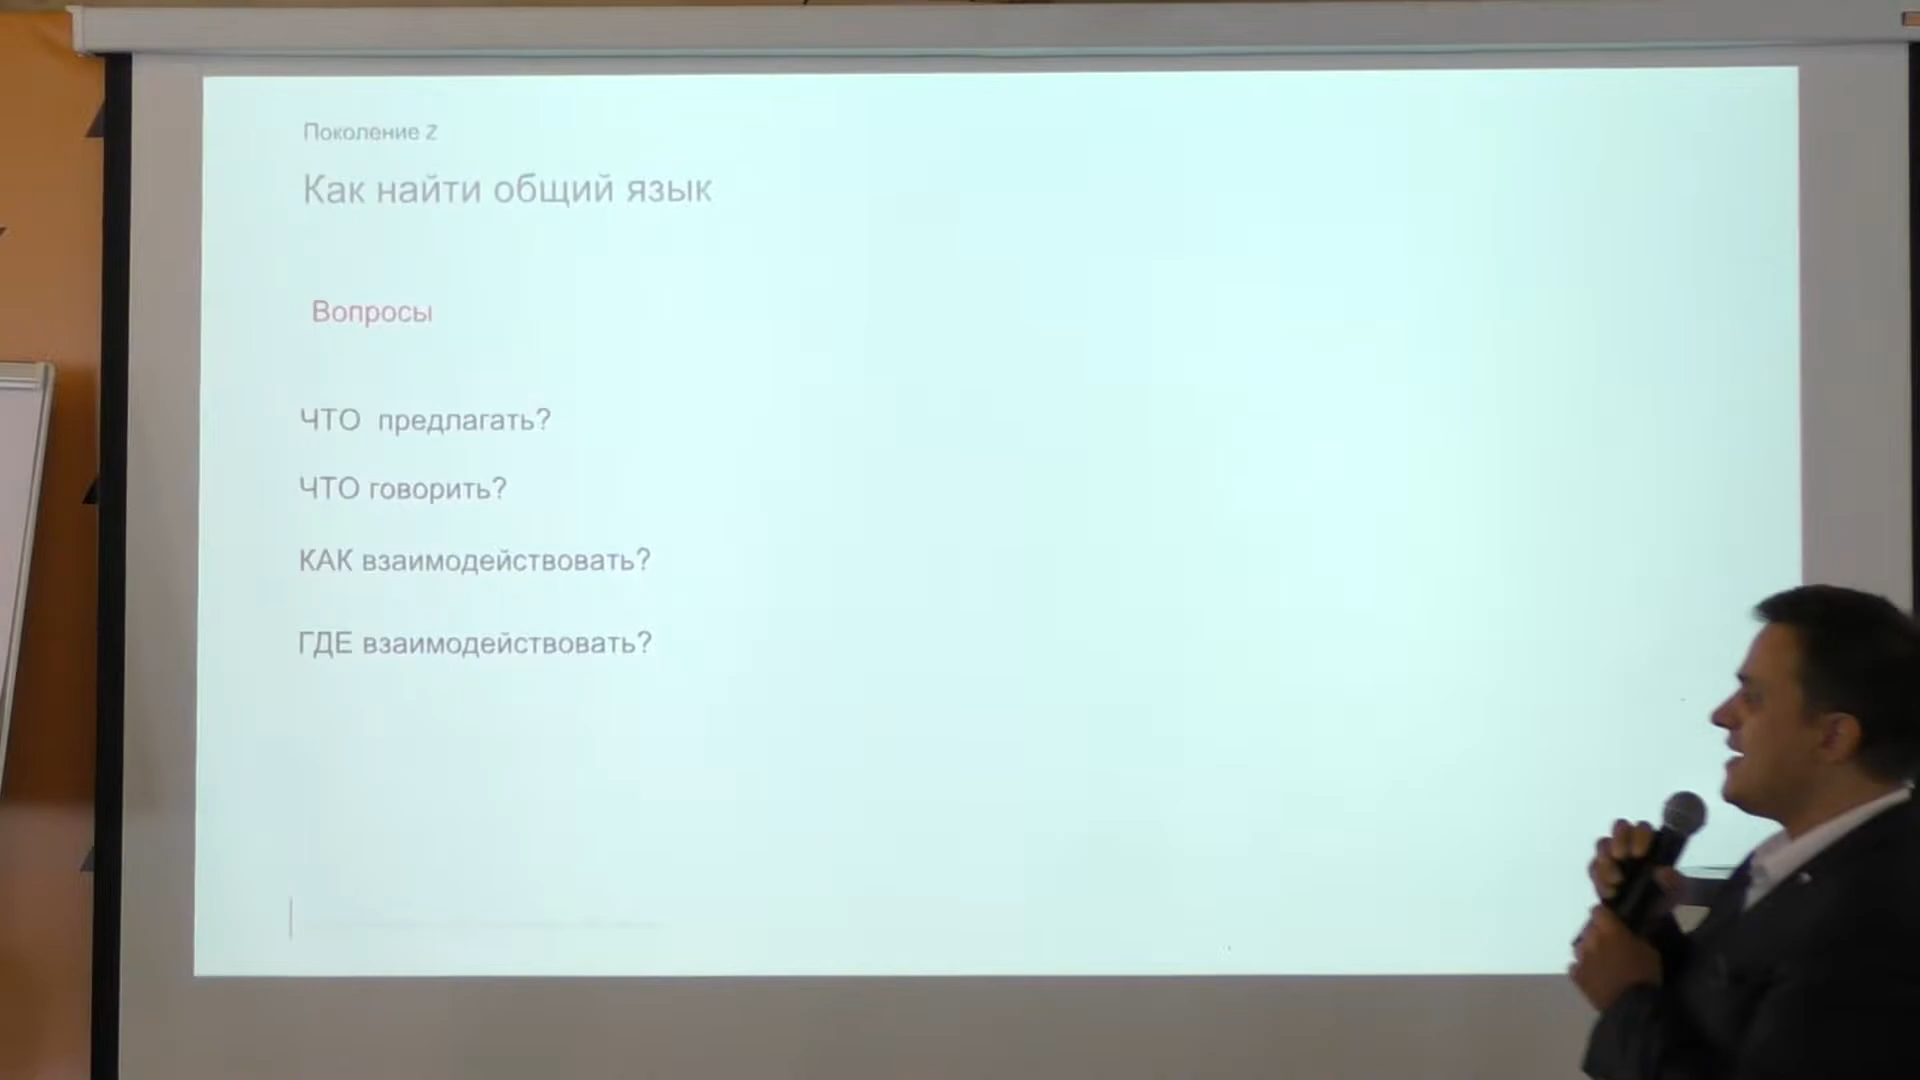 Поколение Z
Как найти общий язык
Вопросы
ЧТО предлагать?
ЧТО говорить?
КАК взаимодействовать?
ГДЕ взаимодействовать?